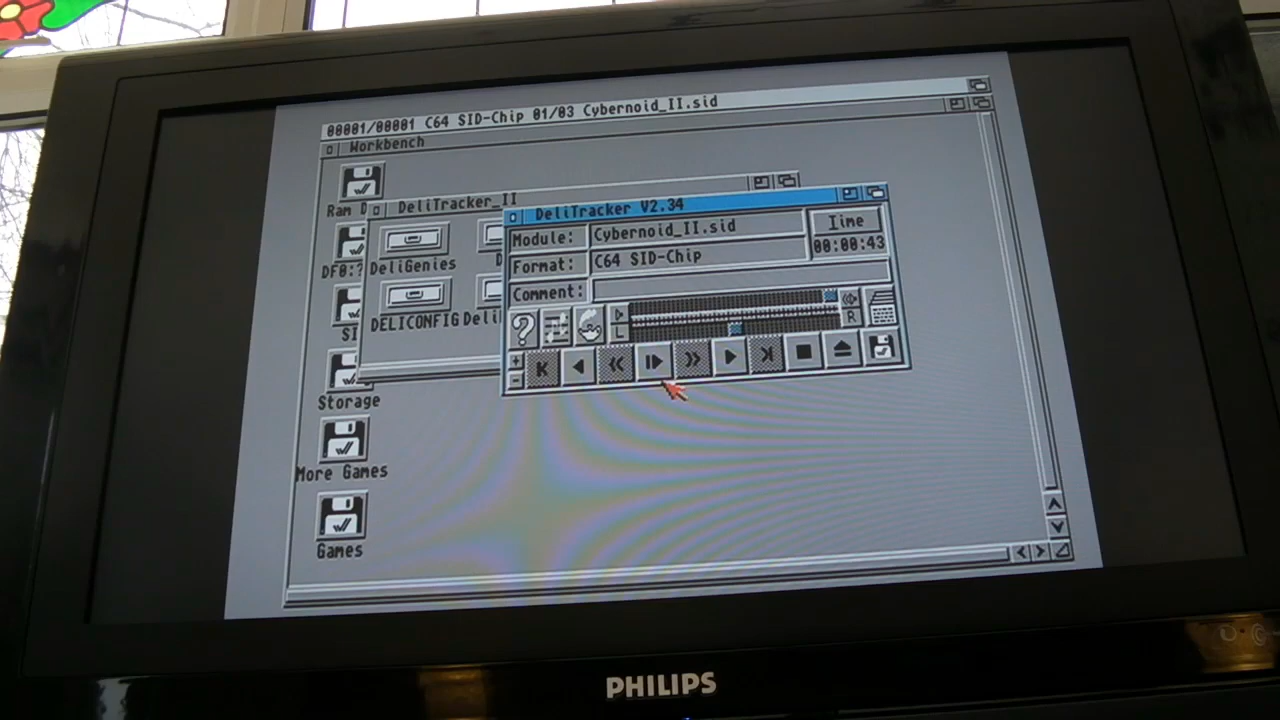 00001/00001 C64 SID-Chip 01/03 Cybernoid_II.sid
Workbench
Ram D
DeliTracker_II
DeliTracker V2.34
Module:
Cybernoid_II.sid
Time
00:00:43
Format:
C64 SID-Chip
Comment:
DF0:?
DeliGenies
D
DELICONFIG
Deli
L
R
SI
Storage
More Games
Games
PHILIPS